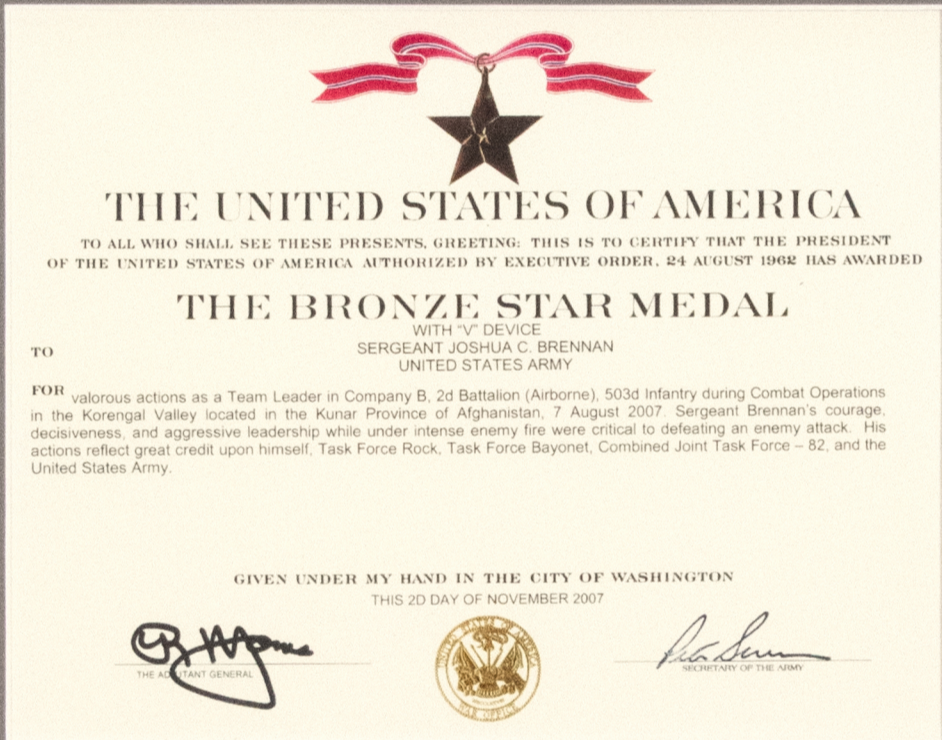 THE UNITED STATES OF AMERICA
TO ALL WHO SHALL SEE THESE PRESENTS, GREETING: THIS IS TO CERTIFY THAT THE PRESIDENT
OF THE UNITED STATES OF AMERICA AUTHORIZED BY EXECUTIVE ORDER, 24 AUGUST 1962 HAS AWARDED
THE BRONZE STAR MEDAL
WITH "V" DEVICE
TO SERGEANT JOSHUA C. BRENNAN
UNITED STATES ARMY
FOR valorous actions as a Team Leader in Company B, 2d Battalion (Airborne), 503d Infantry during Combat Operations
in the Korengal Valley located in the Kunar Province of Afghanistan, 7 August 2007. Sergeant Brennan's courage,
decisiveness, and aggressive leadership while under intense enemy fire were critical to defeating an enemy attack. His
actions reflect great credit upon himself, Task Force Rock, Task Force Bayonet, Combined Joint Task Force – 82, and the
United States Army.
GIVEN UNDER MY HAND IN THE CITY OF WASHINGTON
THIS 2D DAY OF NOVEMBER 2007
THE ADJUTANT GENERAL
UNITED STATES OF AMERICA
WAR OFFICE
SECRETARY OF THE ARMY